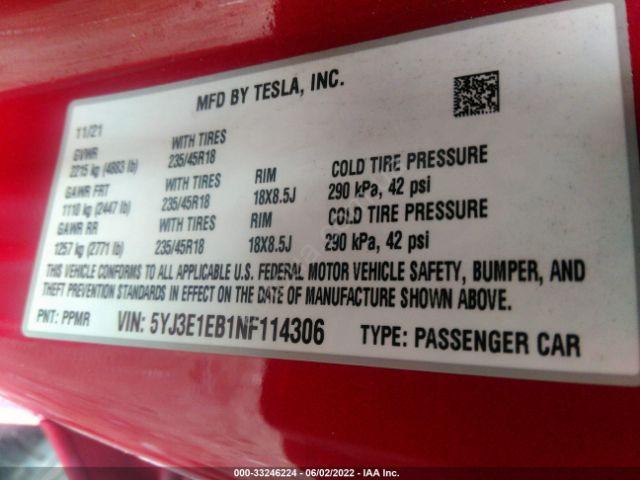 MFD BY TESLA, INC.
11/21
GVWR WITH TIRES
2215 kg (4883 lb) 235/45R18
GAWR FRT WITH TIRES RIM COLD TIRE PRESSURE
1110 kg (2447 lb) 235/45R18 18X8.5J 290 kPa, 42 psi
GAWR RR WITH TIRES RIM COLD TIRE PRESSURE
1257 kg (2771 lb) 235/45R18 18X8.5J 290 kPa, 42 psi
THIS VEHICLE CONFORMS TO ALL APPLICABLE U.S. FEDERAL MOTOR VEHICLE SAFETY, BUMPER, AND
THEFT PREVENTION STANDARDS IN EFFECT ON THE DATE OF MANUFACTURE SHOWN ABOVE.
PNT: PPMR VIN: 5YJ3E1EB1NF114306 TYPE: PASSENGER CAR
000-33246224 - 06/02/2022 - IAA Inc.